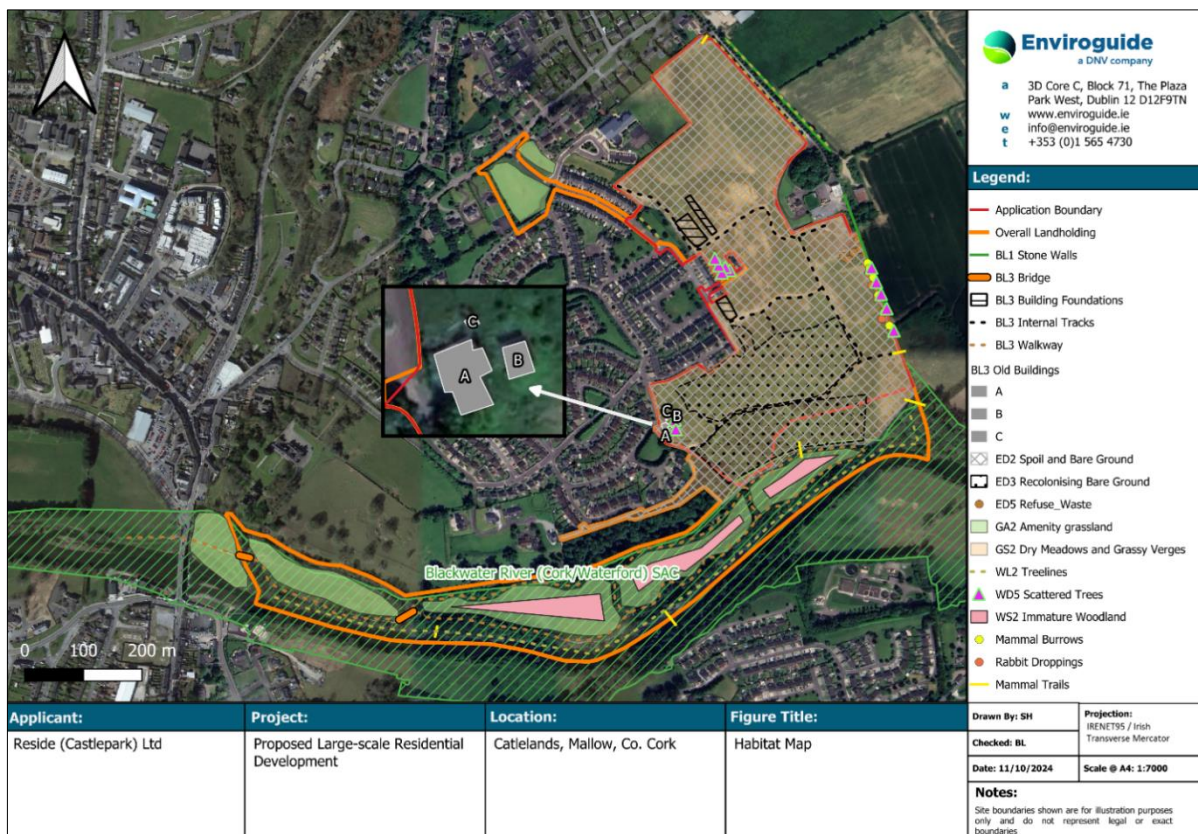 C
A
B
C
B
A
Blackwater River (Cork/Waterford) SAC
0 100 200 m
Enviroguide
a DNV company
a 3D Core C, Block 71, The Plaza
Park West, Dublin 12 D12F9TN
w www.enviroguide.ie
e info@enviroguide.ie
t +353 (0)1 565 4730
Legend:
Application Boundary
Overall Landholding
BL1 Stone Walls
BL3 Bridge
BL3 Building Foundations
BL3 Internal Tracks
BL3 Walkway
BL3 Old Buildings
A
B
C
ED2 Spoil and Bare Ground
ED3 Recolonising Bare Ground
ED5 Refuse_Waste
GA2 Amenity grassland
GS2 Dry Meadows and Grassy Verges
WL2 Treelines
WD5 Scattered Trees
WS2 Immature Woodland
Mammal Burrows
Rabbit Droppings
Mammal Trails
Applicant:
Reside (Castlepark) Ltd
Project:
Proposed Large-scale Residential
Development
Location:
Catlelands, Mallow, Co. Cork
Figure Title:
Habitat Map
Drawn By: SH
Checked: BL
Date: 11/10/2024
Projection:
IRENET95 / Irish
Transverse Mercator
Scale @ A4: 1:7000
Notes:
Site boundaries shown are for illustration purposes
only and do not represent legal or exact
boundaries